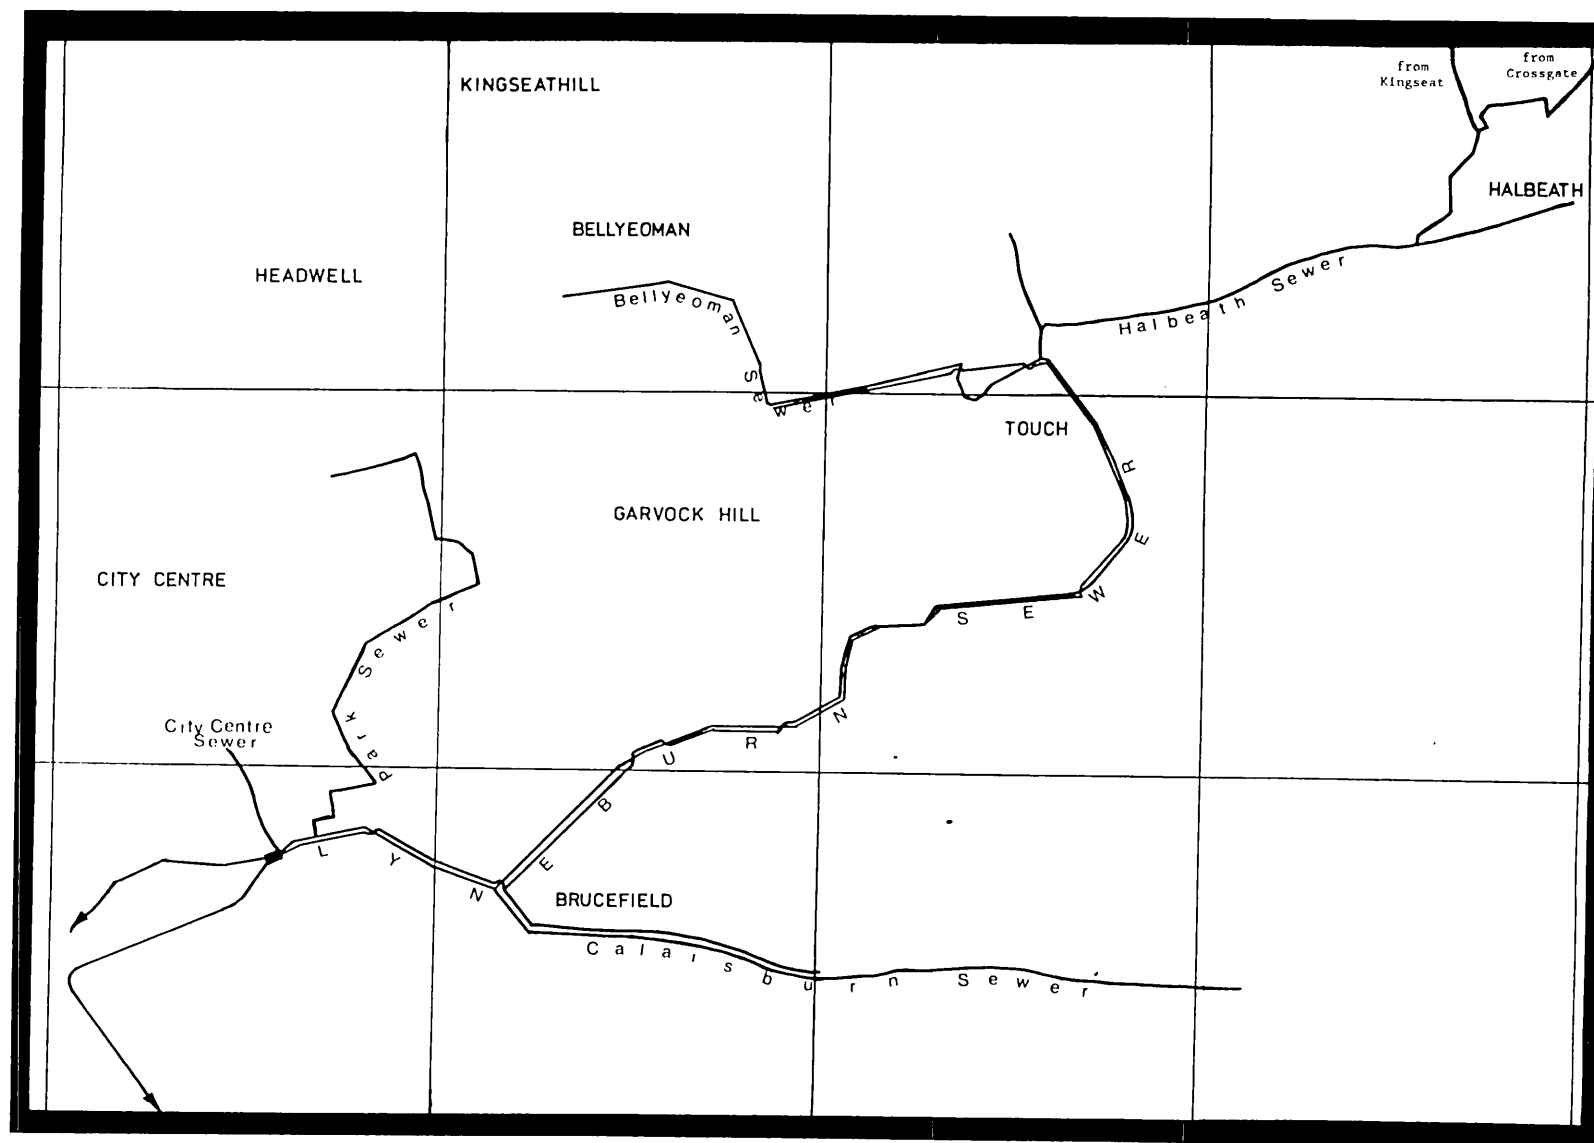 from
Kingseat
from
Crossgate
KINGSEATHILL
HALBEATH
BELLYEOMAN
HEADWELL
Bellyeoman Sewer
Halbeath Sewer
TOUCH
GARVOCK HILL
CITY CENTRE
Park Sewer
City Centre
Sewer
LYNEBURN SEWER
BRUCEFIELD
Calaisburn Sewer